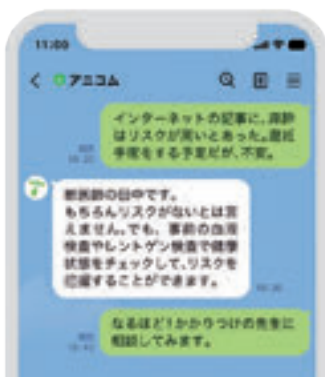 11:00
アニコム
インターネットの記事に、麻酔
はリスクが高いとあった。避妊
手術をする予定だが、不安。
獣医師の田中です。
もちろんリスクがないとは言
えません。でも、事前の血液
検査やレントゲン検査で健康
状態をチェックして、リスクを
把握することができます。
なるほど!かかりつけの先生に
相談してみます。